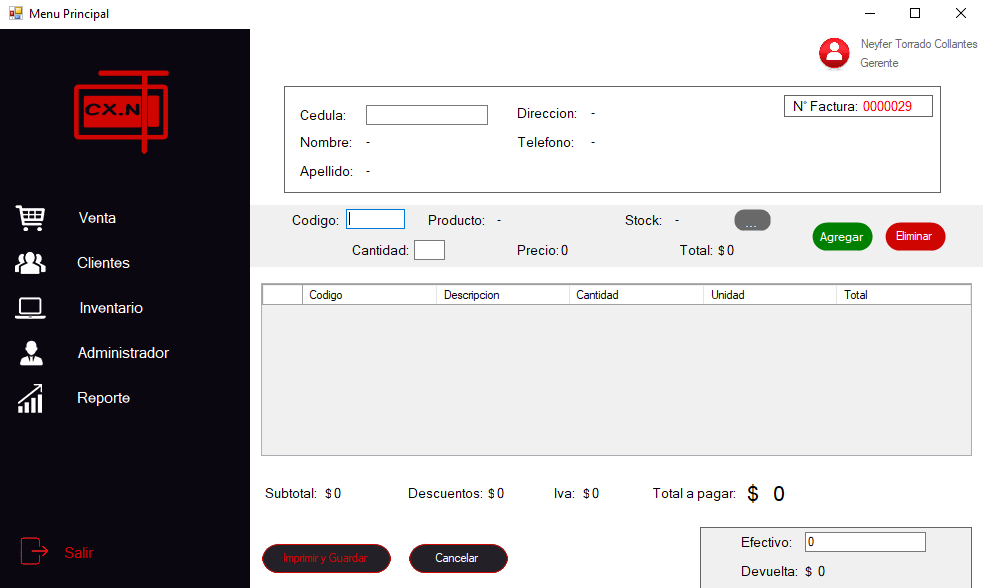 Menu Principal
Neyfer Torrado Collantes
Gerente
CX.N
Cedula:
Direccion: -
N° Factura: 0000029
Nombre: -
Telefono: -
Apellido: -
Venta
Clientes
Inventario
Administrador
Reporte
Salir
Codigo:
Producto: -
Stock: -
...
Agregar
Eliminar
Cantidad:
Precio: 0
Total: $ 0
Codigo
Descripcion
Cantidad
Unidad
Total
Subtotal: $ 0
Descuentos: $ 0
Iva: $ 0
Total a pagar: $ 0
Imprimir y Guardar
Cancelar
Efectivo: 0
Devuelta: $ 0